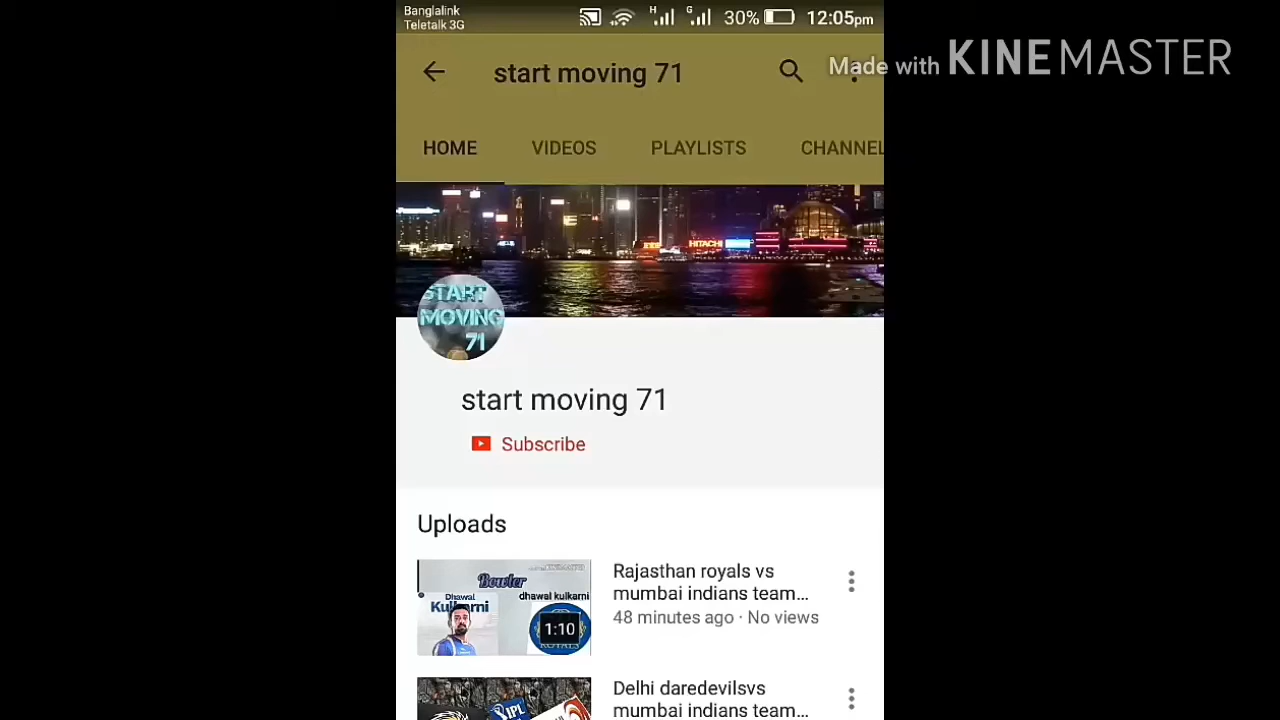 Banglalink
Teletalk 3G
H
G
30%
12:05pm
start moving 71
Made with KINEMASTER
HOME
VIDEOS
PLAYLISTS
CHANNEL
HITACHI
START
MOVING
71
start moving 71
Subscribe
Uploads
Bowler
Dhawal
Kulkarni
dhawal kulkarni
1:10
ROYALS
Rajasthan royals vs
mumbai indians team...
48 minutes ago · No views
IPL
Delhi daredevilsvs
mumbai indians team...